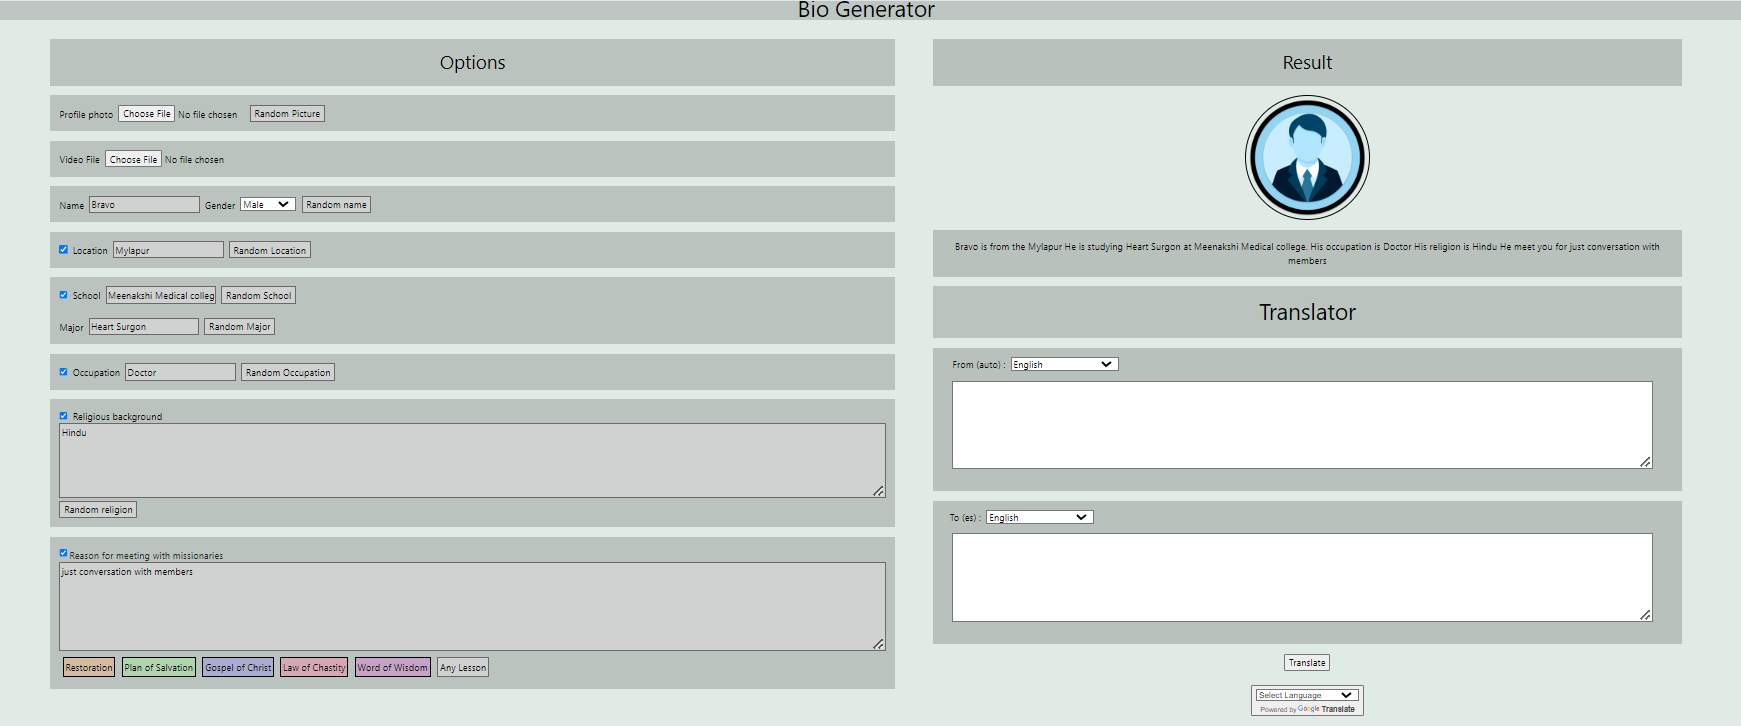 Bio Generator
Options
Profile photo Choose File No file chosen Random Picture
Video File Choose File No file chosen
Name Bravo Gender Male Random name
Location Mylapur Random Location
School Meenakshi Medical colleg Random School
Major Heart Surgon Random Major
Occupation Doctor Random Occupation
Religious background
Hindu
Random religion
Reason for meeting with missionaries
just conversation with members
Restoration Plan of Salvation Gospel of Christ Law of Chastity Word of Wisdom Any Lesson
Result
Bravo is from the Mylapur He is studying Heart Surgon at Meenakshi Medical college. His occupation is Doctor His religion is Hindu He meet you for just conversation with
members
Translator
From (auto) : English
To (es) : English
Translate
Select Language
Powered by Google Translate